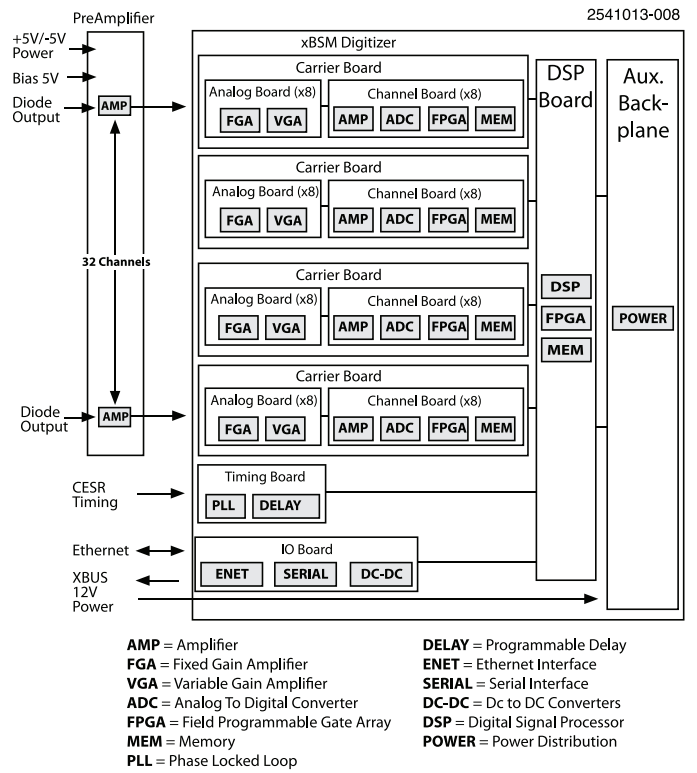 2541013-008
PreAmplifier
+5V/-5V
Power
Bias 5V
Diode
Output
AMP
32 Channels
Diode
Output
AMP
xBSM Digitizer
Carrier Board
Analog Board (x8)
FGA VGA
Channel Board (x8)
AMP ADC FPGA MEM
Carrier Board
Analog Board (x8)
FGA VGA
Channel Board (x8)
AMP ADC FPGA MEM
Carrier Board
Analog Board (x8)
FGA VGA
Channel Board (x8)
AMP ADC FPGA MEM
Carrier Board
Analog Board (x8)
FGA VGA
Channel Board (x8)
AMP ADC FPGA MEM
DSP
Board
DSP
FPGA
MEM
Aux.
Back-
plane
POWER
CESR
Timing
Timing Board
PLL DELAY
Ethernet
XBUS
12V
Power
IO Board
ENET SERIAL DC-DC
AMP = Amplifier
FGA = Fixed Gain Amplifier
VGA = Variable Gain Amplifier
ADC = Analog To Digital Converter
FPGA = Field Programmable Gate Array
MEM = Memory
PLL = Phase Locked Loop
DELAY = Programmable Delay
ENET = Ethernet Interface
SERIAL = Serial Interface
DC-DC = Dc to DC Converters
DSP = Digital Signal Processor
POWER = Power Distribution